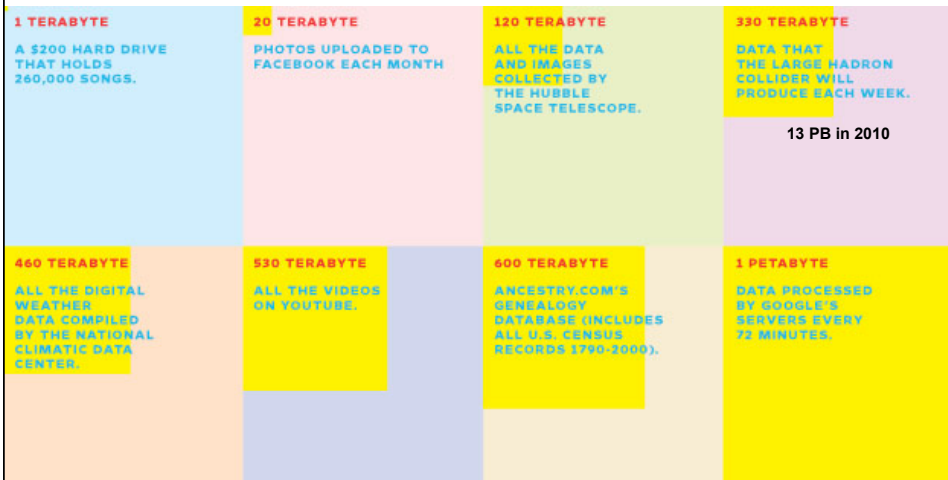 1 TERABYTE
A $200 HARD DRIVE
THAT HOLDS
260,000 SONGS.
20 TERABYTE
PHOTOS UPLOADED TO
FACEBOOK EACH MONTH
120 TERABYTE
ALL THE DATA
AND IMAGES
COLLECTED BY
THE HUBBLE
SPACE TELESCOPE.
330 TERABYTE
DATA THAT
THE LARGE HADRON
COLLIDER WILL
PRODUCE EACH WEEK.
13 PB in 2010
460 TERABYTE
ALL THE DIGITAL
WEATHER
DATA COMPILED
BY THE NATIONAL
CLIMATIC DATA
CENTER.
530 TERABYTE
ALL THE VIDEOS
ON YOUTUBE.
600 TERABYTE
ANCESTRY.COM'S
GENEALOGY
DATABASE (INCLUDES
ALL U.S. CENSUS
RECORDS 1790-2000).
1 PETABYTE
DATA PROCESSED
BY GOOGLE'S
SERVERS EVERY
72 MINUTES.